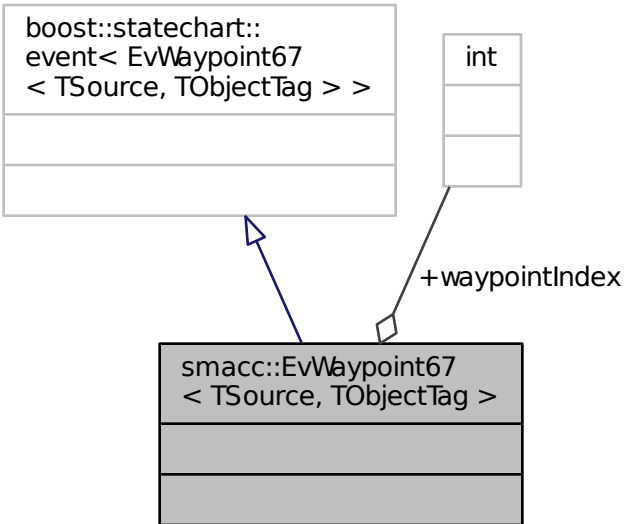 boost::statechart::
event< EvWaypoint67
< TSource, TObjectTag > >
int
+waypointIndex
smacc::EvWaypoint67
< TSource, TObjectTag >